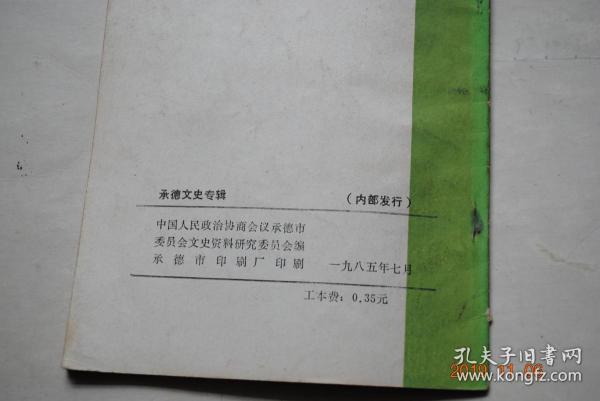 承德文史专辑 （内部发行）
中国人民政治协商会议承德市
委员会文史资料研究委员会编
承德市印刷厂印刷 一九八五年七月
工本费：0.35元
2019 11 02
孔夫子旧书网
www.kongfz.com